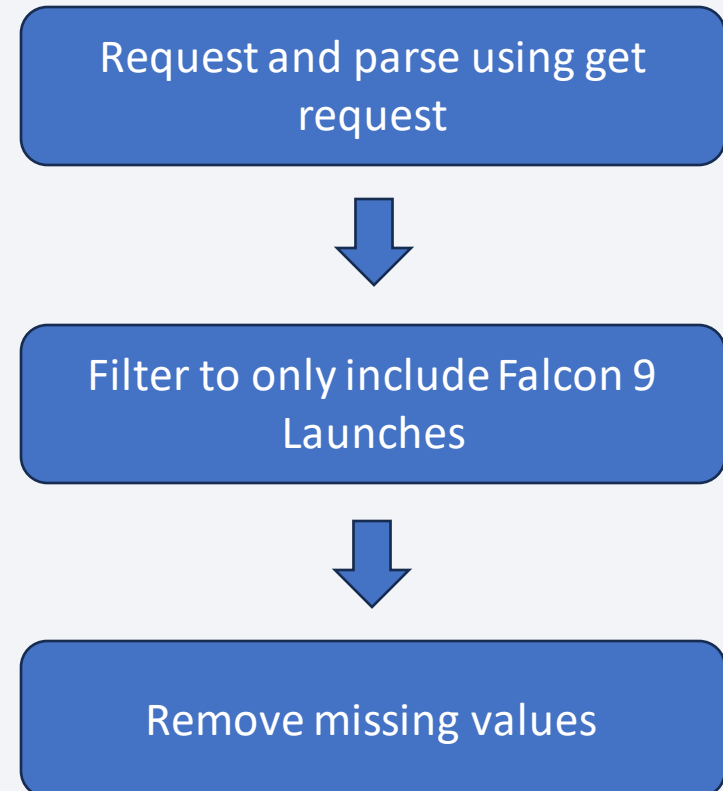 Request and parse using get
request
Filter to only include Falcon 9
Launches
Remove missing values